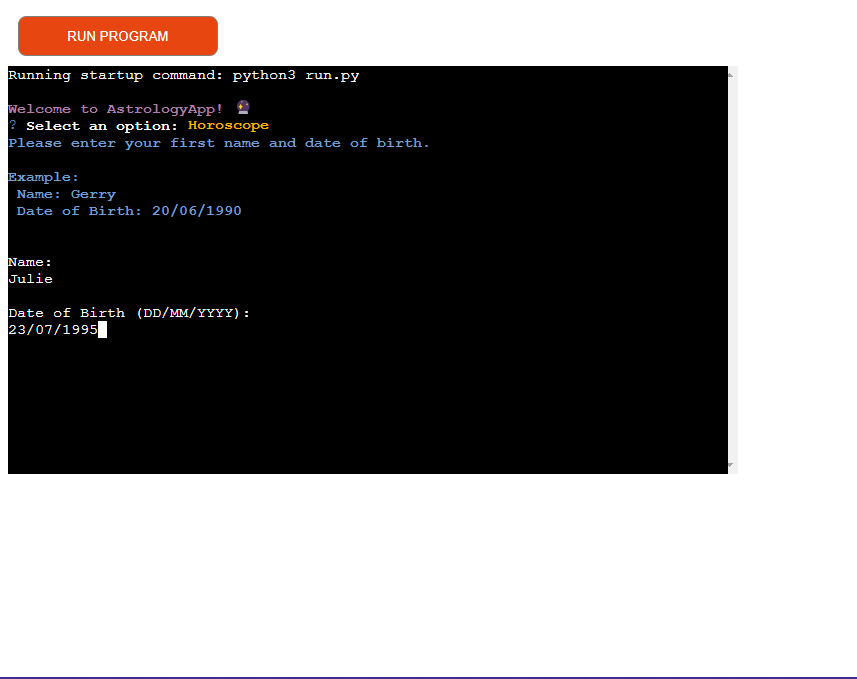 RUN PROGRAM
Running startup command: python3 run.py
Welcome to AstrologyApp! 🔮
? Select an option: Horoscope
Please enter your first name and date of birth.
Example:
Name: Gerry
Date of Birth: 20/06/1990
Name:
Julie
Date of Birth (DD/MM/YYYY):
23/07/1995